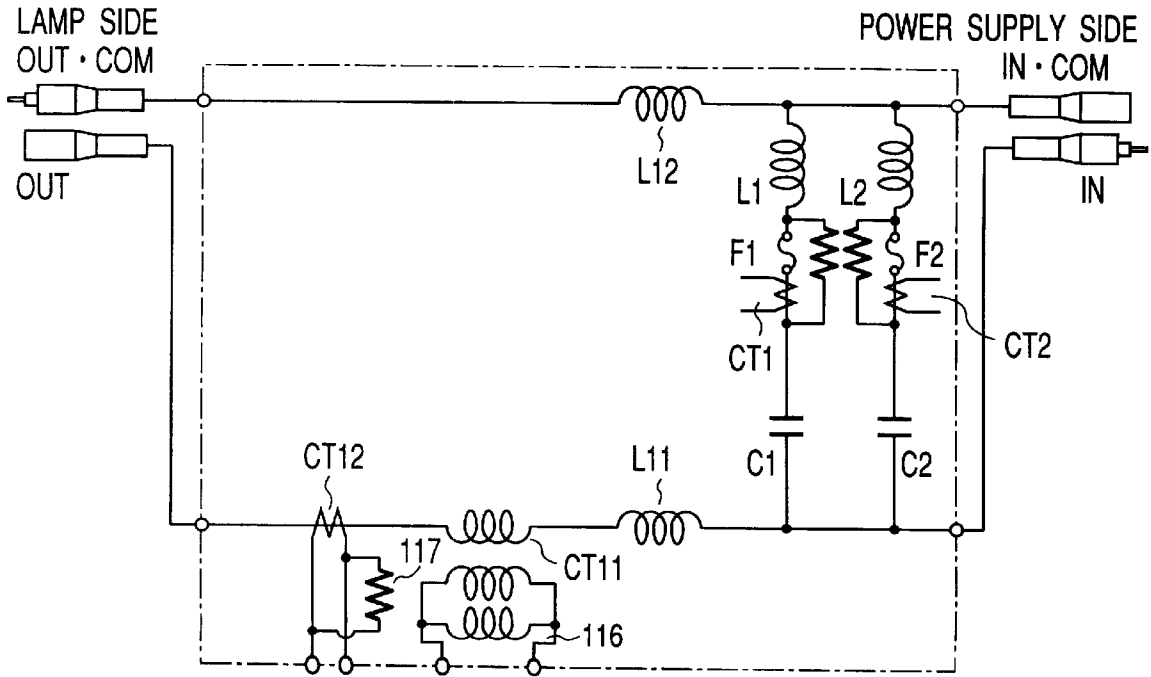 LAMP SIDE
OUT・COM
OUT
POWER SUPPLY SIDE
IN・COM
IN
L12
L1
L2
F1
F2
CT1
CT2
C1
C2
CT12
L11
117
CT11
116